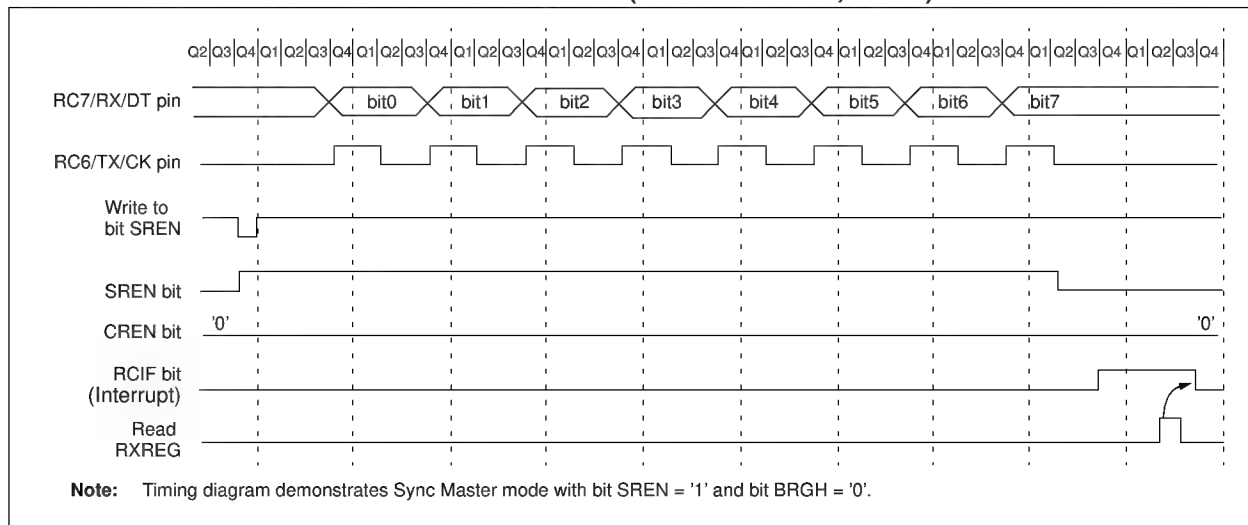 Q2 Q3 Q4 Q1 Q2 Q3 Q4 Q1 Q2 Q3 Q4 Q1 Q2 Q3 Q4 Q1 Q2 Q3 Q4 Q1 Q2 Q3 Q4 Q1 Q2 Q3 Q4 Q1 Q2 Q3 Q4 Q1 Q2 Q3 Q4 Q1 Q2 Q3 Q4 Q1 Q2 Q3 Q4
RC7/RX/DT pin bit0 bit1 bit2 bit3 bit4 bit5 bit6 bit7
RC6/TX/CK pin
Write to
bit SREN
SREN bit
CREN bit '0' '0'
RCIF bit
(Interrupt)
Read
RXREG
Note: Timing diagram demonstrates Sync Master mode with bit SREN = '1' and bit BRGH = '0'.